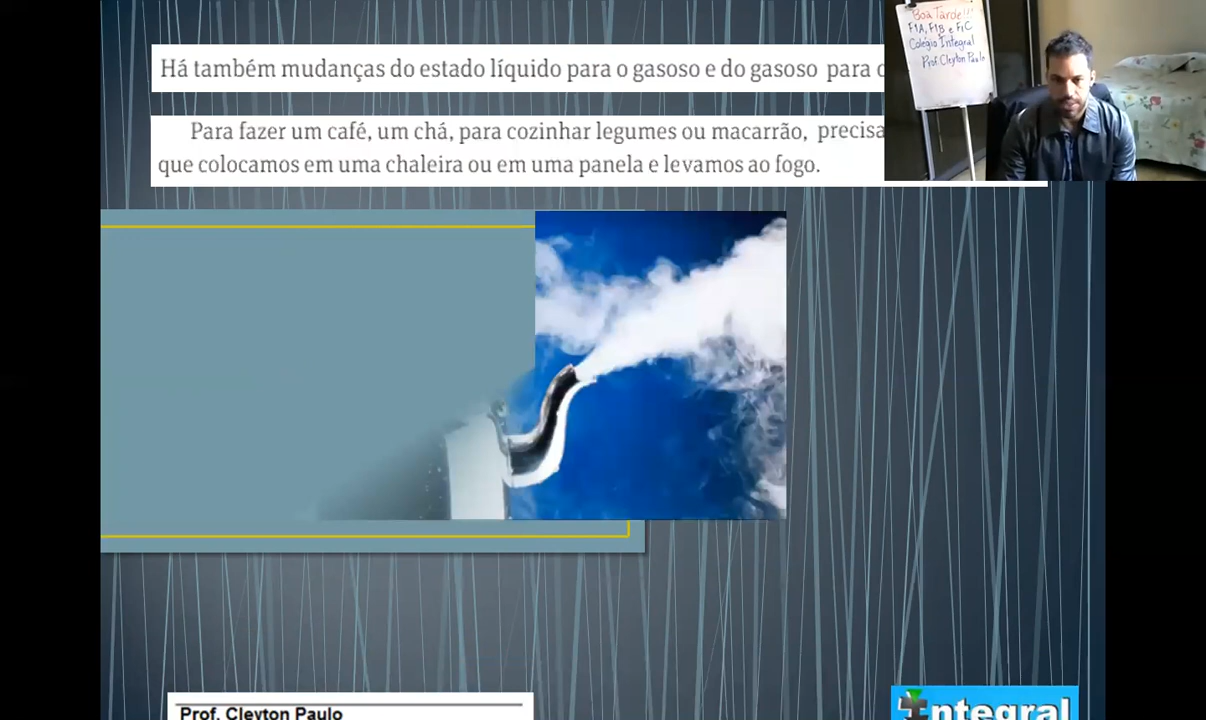 Boa Tarde!!!
F1A, F1B e F1C
Colégio Integral
Prof. Cleyton Paulo
Há também mudanças do estado líquido para o gasoso e do gasoso para
Para fazer um café, um chá, para cozinhar legumes ou macarrão,
que colocamos em uma chaleira ou em uma panela e levamos ao fogo.
Prof. Cleyton Paulo
Integral